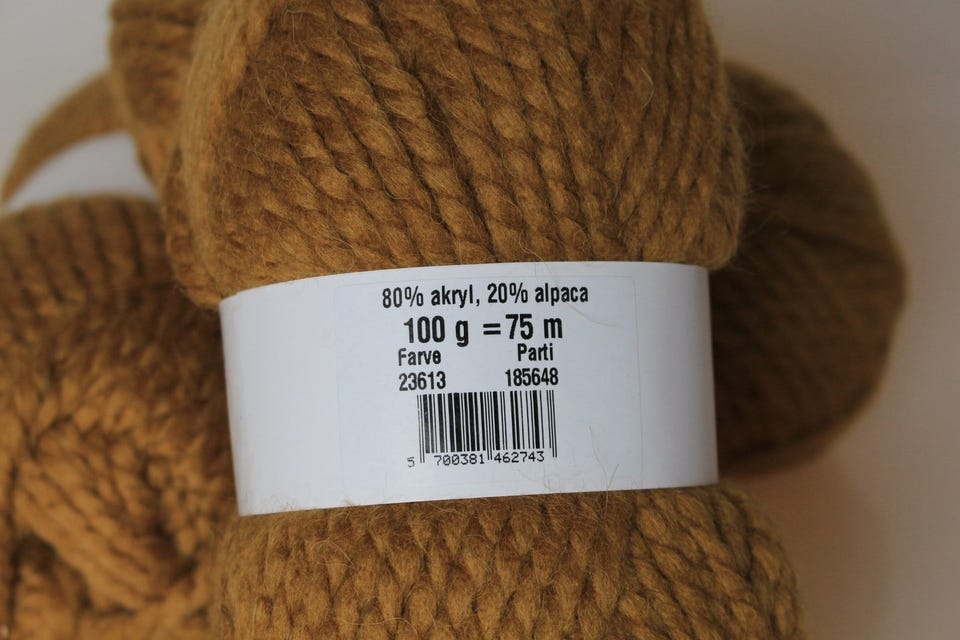 80% akryl, 20% alpaca
100 g = 75 m
Farve Parti
23613 185648
5 700381 462743